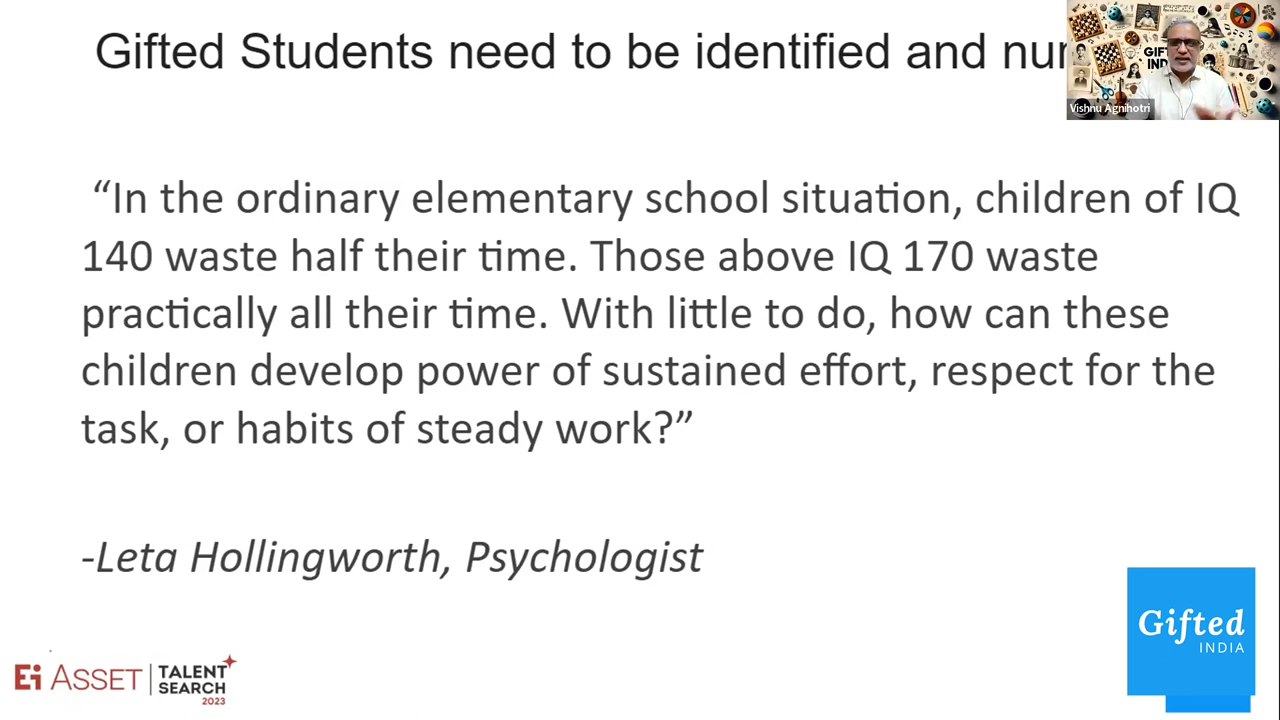 Gifted Students need to be identified and nur
GIFT
IND
Vishnu Agnihotri
“In the ordinary elementary school situation, children of IQ
140 waste half their time. Those above IQ 170 waste
practically all their time. With little to do, how can these
children develop power of sustained effort, respect for the
task, or habits of steady work?”
-Leta Hollingworth, Psychologist
Ei ASSET | TALENT
SEARCH
2023
Gifted
INDIA